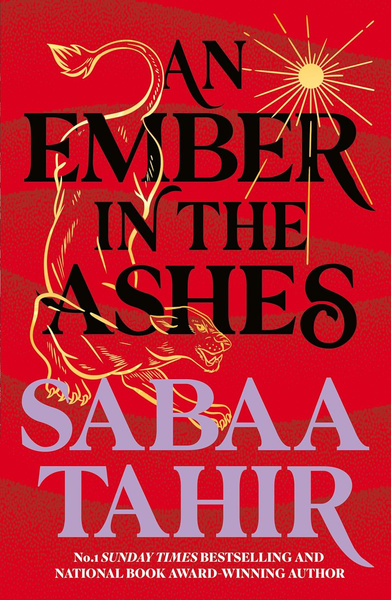 AN
EMBER
IN THE
ASHES
SABAA
TAHIR
No.1 SUNDAY TIMES BESTSELLING AND
NATIONAL BOOK AWARD-WINNING AUTHOR